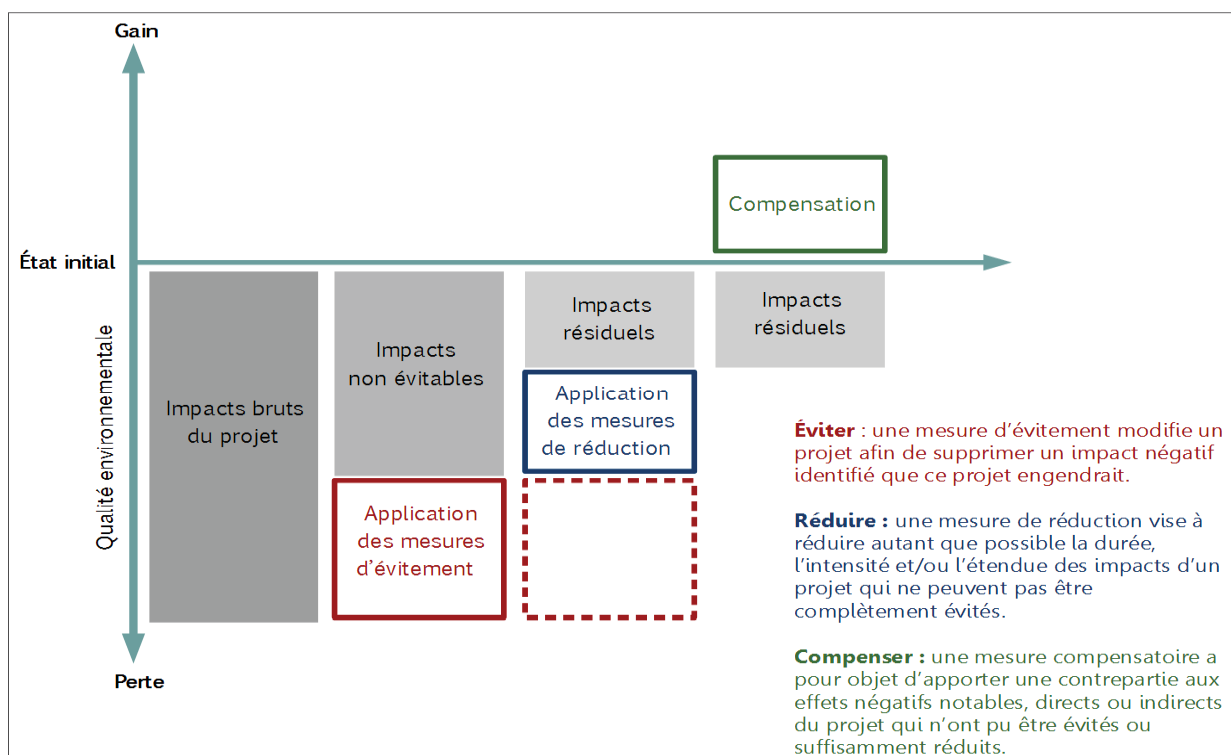 Gain
Compensation
État initial
Impacts
résiduels
Impacts
résiduels
Impacts
non évitables
Impacts bruts
du projet
Application
des mesures
de réduction
Application
des mesures
d'évitement
Qualité environnementale
Perte
Éviter : une mesure d'évitement modifie un
projet afin de supprimer un impact négatif
identifié que ce projet engendrait.
Réduire : une mesure de réduction vise à
réduire autant que possible la durée,
l'intensité et/ou l'étendue des impacts d'un
projet qui ne peuvent pas être
complètement évités.
Compenser : une mesure compensatoire a
pour objet d'apporter une contrepartie aux
effets négatifs notables, directs ou indirects
du projet qui n'ont pu être évités ou
suffisamment réduits.